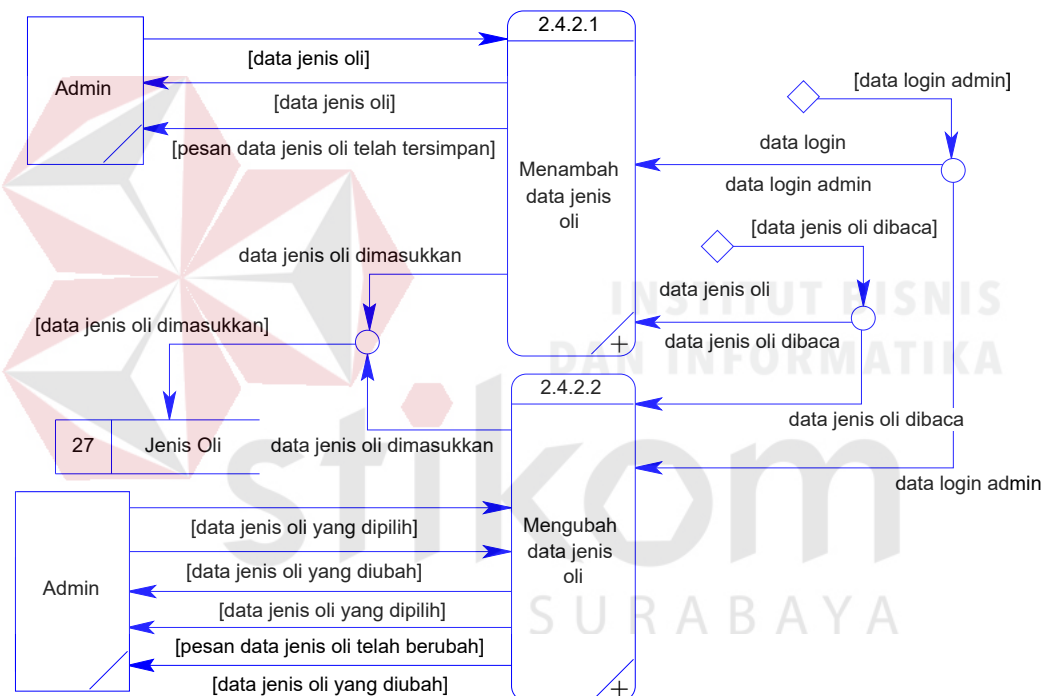 2.4.2.1
[data jenis oli]
Admin
[data login admin]
[data jenis oli]
[pesan data jenis oli telah tersimpan]
data login
Menambah
data jenis
oli
data login admin
[data jenis oli dibaca]
data jenis oli dimasukkan
data jenis oli
INSTITUT BISNIS
[data jenis oli dimasukkan]
data jenis oli dibaca
+
DAN INFORMATIKA
2.4.2.2
27
Jenis Oli
data jenis oli dimasukkan
data jenis oli dibaca
stikom
data login admin
[data jenis oli yang dipilih]
Mengubah
data jenis
oli
[data jenis oli yang diubah]
Admin
[data jenis oli yang dipilih]
SURABAYA
[pesan data jenis oli telah berubah]
[data jenis oli yang diubah]
+